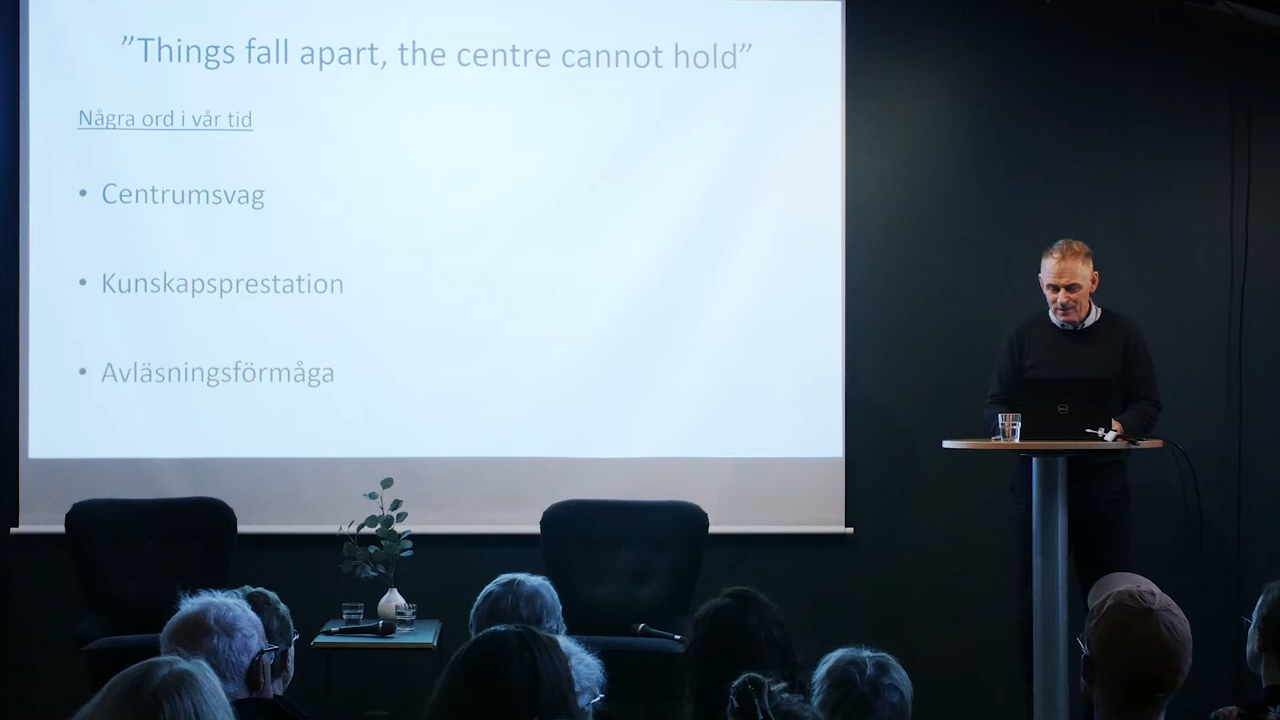 ”Things fall apart, the centre cannot hold”
Några ord i vår tid
• Centrumsvag
• Kunskapsprestation
• Avläsningsförmåga